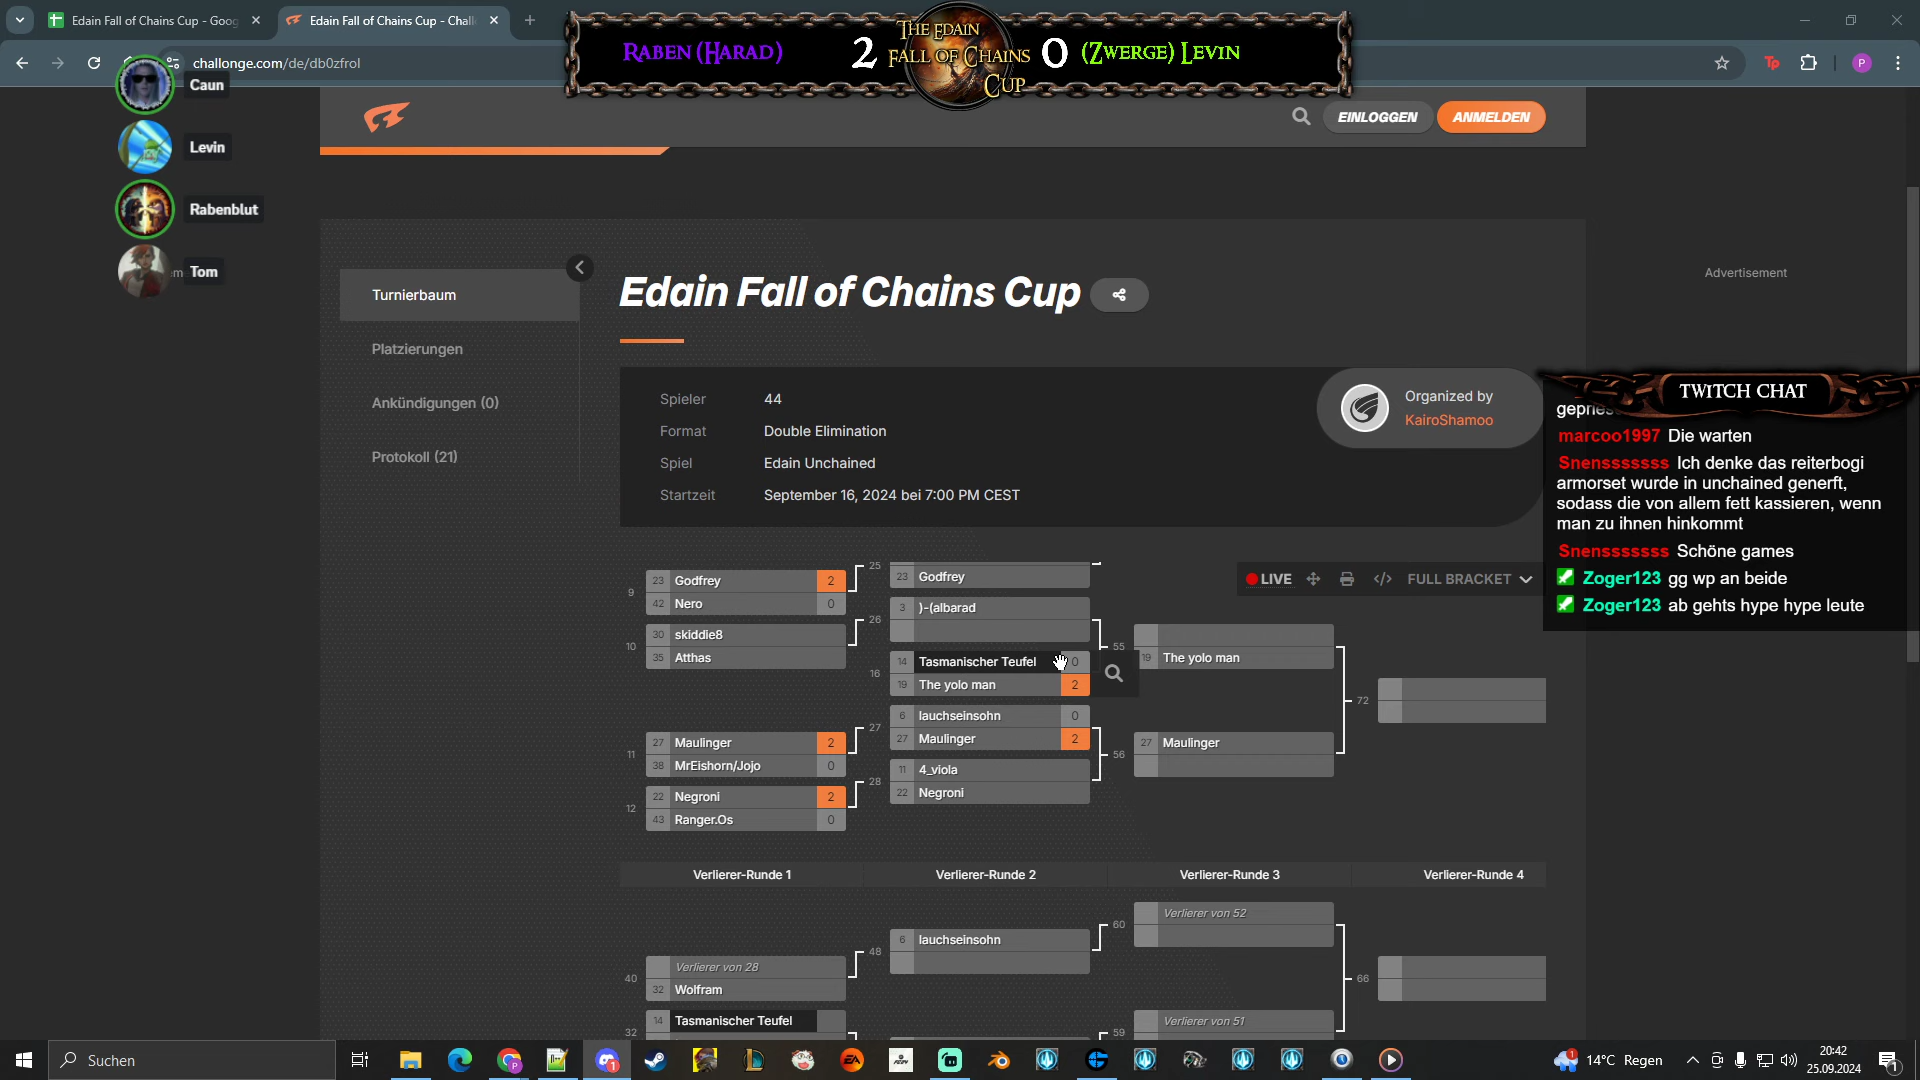 Edain Fall of Chains Cup - Goog
Edain Fall of Chains Cup - Chall
challonge.com/de/db0zfrol
RABEN (HARAD)
2
THE EDAIN
FALL OF CHAINS
CUP
0
(ZWERGE) LEVIN
Caun
Levin
Rabenblut
Tom
EINLOGGEN
ANMELDEN
Turnierbaum
Platzierungen
Ankündigungen (0)
Protokoll (21)
Edain Fall of Chains Cup
Advertisement
Spieler 44
Format Double Elimination
Spiel Edain Unchained
Startzeit September 16, 2024 bei 7:00 PM CEST
Organized by
KairoShamoo
TWITCH CHAT
marcoo1997 Die warten
Snensssssss Ich denke das reiterbogi
armorset wurde in unchained generft,
sodass die von allem fett kassieren, wenn
man zu ihnen hinkommt
Snensssssss Schöne games
Zoger123 gg wp an beide
Zoger123 ab gehts hype hype leute
LIVE
FULL BRACKET
9
23 Godfrey 2
42 Nero 0
10
30 skiddie8
35 Atthas
11
27 Maulinger 2
38 MrEishorn/Jojo 0
12
22 Negroni 2
43 Ranger.Os 0
25
23 Godfrey
26
3 )-(albarad
16
14 Tasmanischer Teufel 0
19 The yolo man 2
27
6 lauchseinsohn 0
27 Maulinger 2
28
11 4_viola
22 Negroni
55
19 The yolo man
56
27 Maulinger
72
Verlierer-Runde 1
Verlierer-Runde 2
Verlierer-Runde 3
Verlierer-Runde 4
40
Verlierer von 28
32 Wolfram
32
14 Tasmanischer Teufel
48
6 lauchseinsohn
60
Verlierer von 52
59
Verlierer von 51
66
Suchen
14°C Regen
20:42
25.09.2024